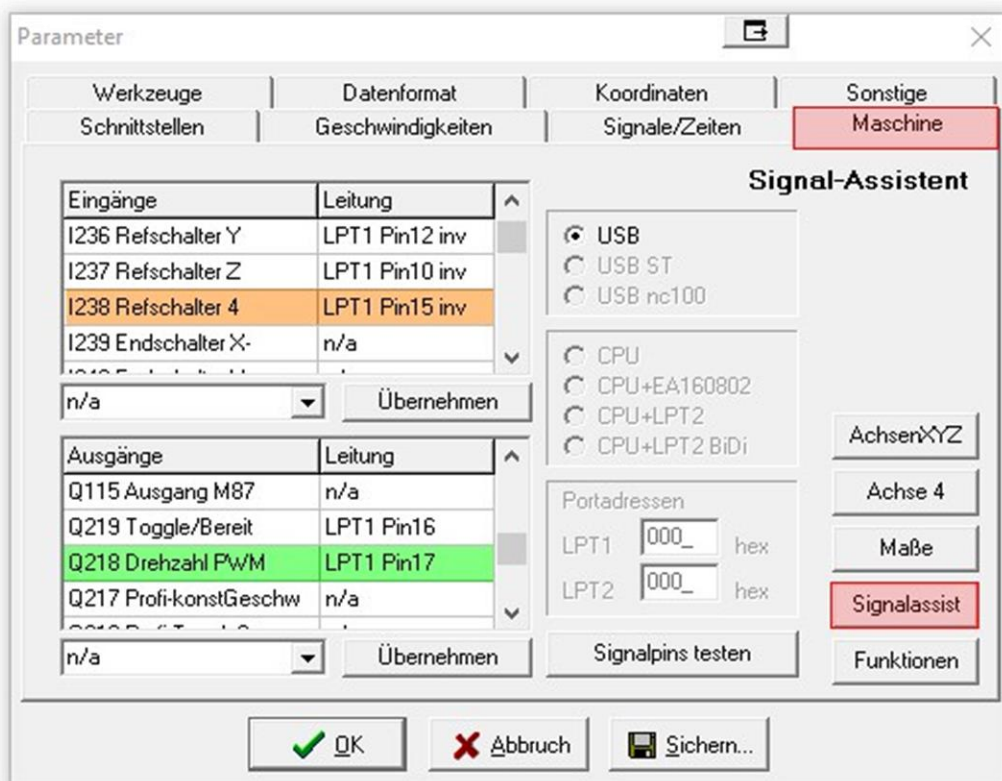 Parameter
Werkzeuge Datenformat Koordinaten Sonstige
Schnittstellen Geschwindigkeiten Signale/Zeiten Maschine
Signal-Assistent
Eingänge Leitung
I236 Refschalter Y LPT1 Pin12 inv
I237 Refschalter Z LPT1 Pin10 inv
I238 Refschalter 4 LPT1 Pin15 inv
I239 Endschalter X- n/a
n/a Übernehmen
Ausgänge Leitung
Q115 Ausgang M87 n/a
Q219 Toggle/Bereit LPT1 Pin16
Q218 Drehzahl PWM LPT1 Pin17
Q217 Profi-konstGeschw n/a
n/a Übernehmen
USB
USB ST
USB nc100
CPU
CPU+EA160802
CPU+LPT2
CPU+LPT2 BiDi
Portadressen
LPT1 000_ hex
LPT2 000_ hex
Signalpins testen
AchsenXYZ
Achse 4
Maße
Signalassist
Funktionen
OK Abbruch Sichern...